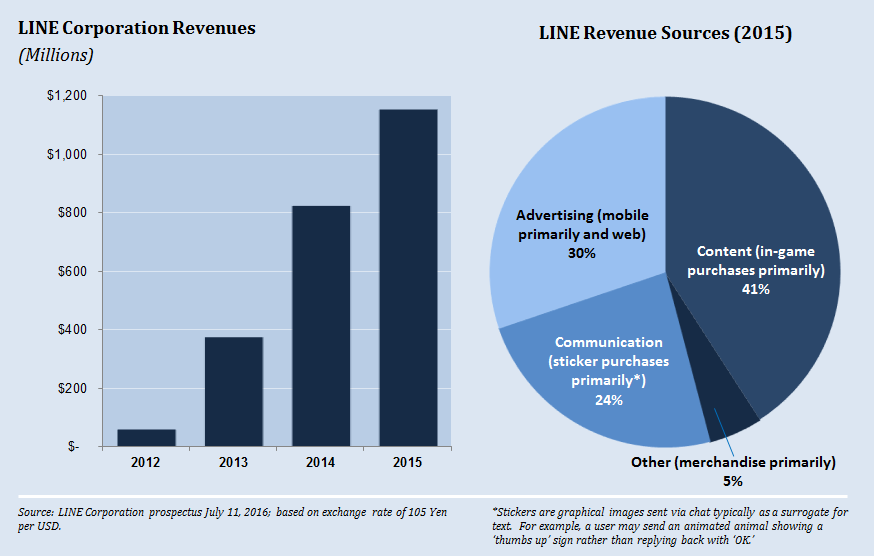 LINE Corporation Revenues
(Millions)
$1,200
$1,000
$800
$600
$400
$200
$-
2012 2013 2014 2015
LINE Revenue Sources (2015)
Advertising (mobile
primarily and web)
30%
Content (in-game
purchases primarily)
41%
Communication
(sticker purchases
primarily*)
24%
Other (merchandise primarily)
5%
Source: LINE Corporation prospectus July 11, 2016; based on exchange rate of 105 Yen
per USD.
*Stickers are graphical images sent via chat typically as a surrogate for
text. For example, a user may send an animated animal showing a
'thumbs up' sign rather than replying back with 'OK.'